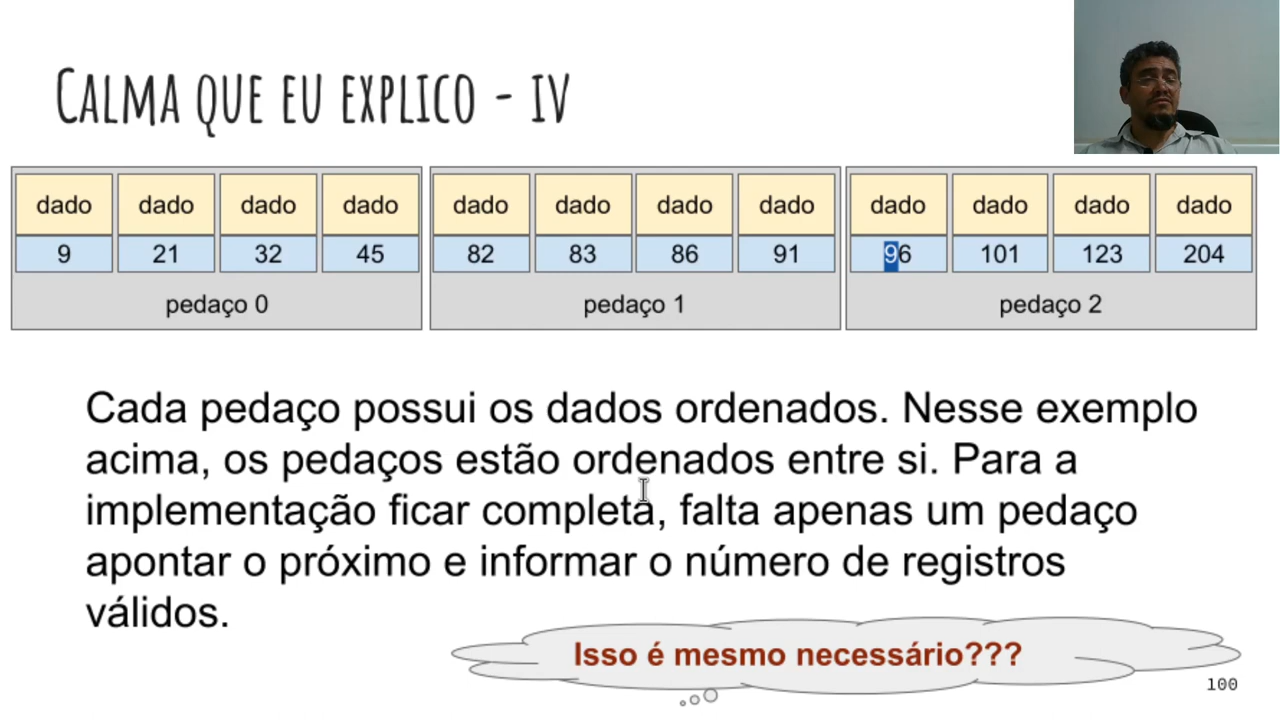 CALMA QUE EU EXPLICO - IV
dado dado dado dado dado dado dado dado dado dado dado dado
9 21 32 45 82 83 86 91 96 101 123 204
pedaço 0 pedaço 1 pedaço 2
Cada pedaço possui os dados ordenados. Nesse exemplo
acima, os pedaços estão ordenados entre si. Para a
implementação ficar completa, falta apenas um pedaço
apontar o próximo e informar o número de registros
válidos.
Isso é mesmo necessário???
100